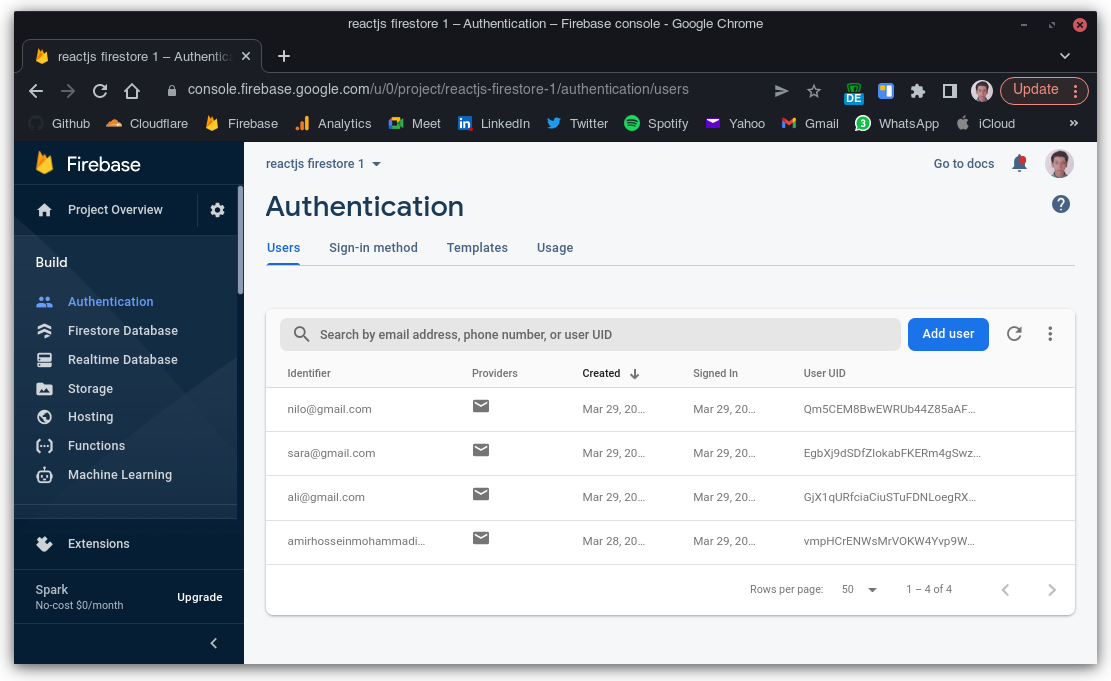 reactjs firestore 1 – Authentication – Firebase console - Google Chrome
reactjs firestore 1 – Authentic
console.firebase.google.com/u/0/project/reactjs-firestore-1/authentication/users
DE
Update
Github Cloudflare Firebase Analytics Meet LinkedIn Twitter Spotify Yahoo Gmail 3 WhatsApp iCloud »
Firebase
Project Overview
Build
Authentication
Firestore Database
Realtime Database
Storage
Hosting
Functions
Machine Learning
Extensions
Spark
No-cost $0/month
Upgrade
reactjs firestore 1
Go to docs
Authentication
Users Sign-in method Templates Usage
Search by email address, phone number, or user UID
Add user
Identifier Providers Created Signed In User UID
nilo@gmail.com Mar 29, 20… Mar 29, 20… Qm5CEM8BwEWRUb44Z85aAF…
sara@gmail.com Mar 29, 20… Mar 29, 20… EgbXj9dSDfZlokabFKERm4gSwz…
ali@gmail.com Mar 29, 20… Mar 29, 20… GjX1qURfciaCiuSTuFDNLoegRX…
amirhosseinmohammadi… Mar 28, 20… Mar 29, 20… vmpHCrENWsMrVOKW4Yvp9W…
Rows per page: 50 1 – 4 of 4